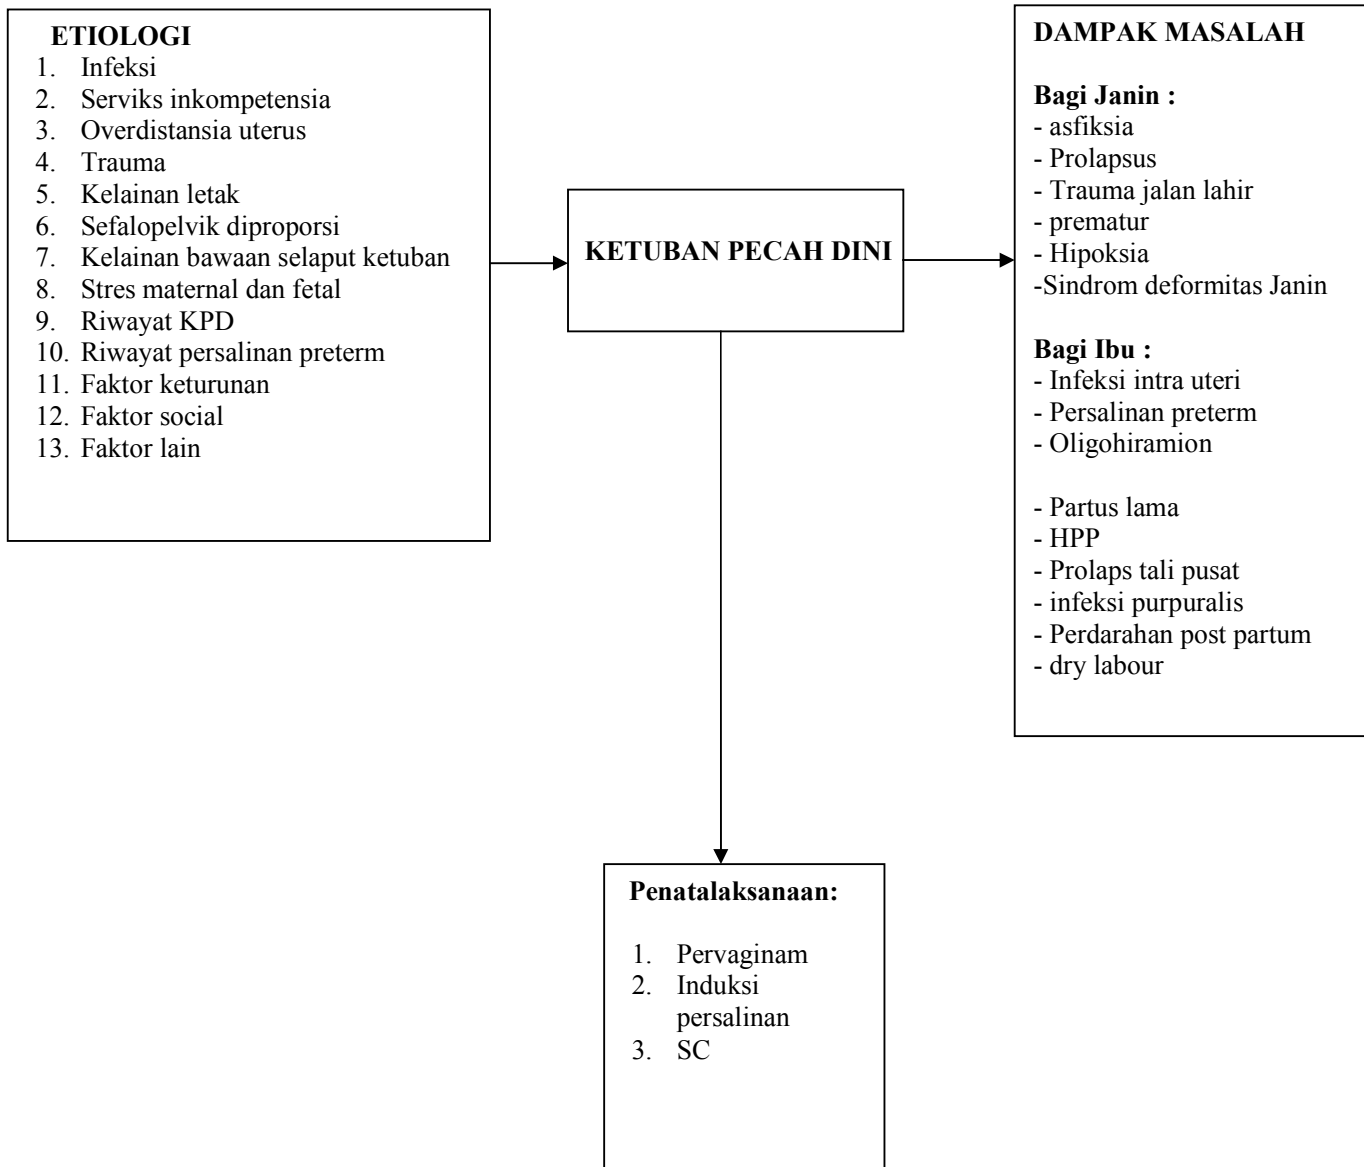 ETIOLOGI
1. Infeksi
2. Serviks inkompetensia
3. Overdistansia uterus
4. Trauma
5. Kelainan letak
6. Sefalopelvik diproporsi
7. Kelainan bawaan selaput ketuban
8. Stres maternal dan fetal
9. Riwayat KPD
10. Riwayat persalinan preterm
11. Faktor keturunan
12. Faktor social
13. Faktor lain
KETUBAN PECAH DINI
DAMPAK MASALAH
Bagi Janin :
- asfiksia
- Prolapsus
- Trauma jalan lahir
- prematur
- Hipoksia
-Sindrom deformitas Janin
Bagi Ibu :
- Infeksi intra uteri
- Persalinan preterm
- Oligohiramion
- Partus lama
- HPP
- Prolaps tali pusat
- infeksi purpuralis
- Perdarahan post partum
- dry labour
Penatalaksanaan:
1. Pervaginam
2. Induksi
persalinan
3. SC